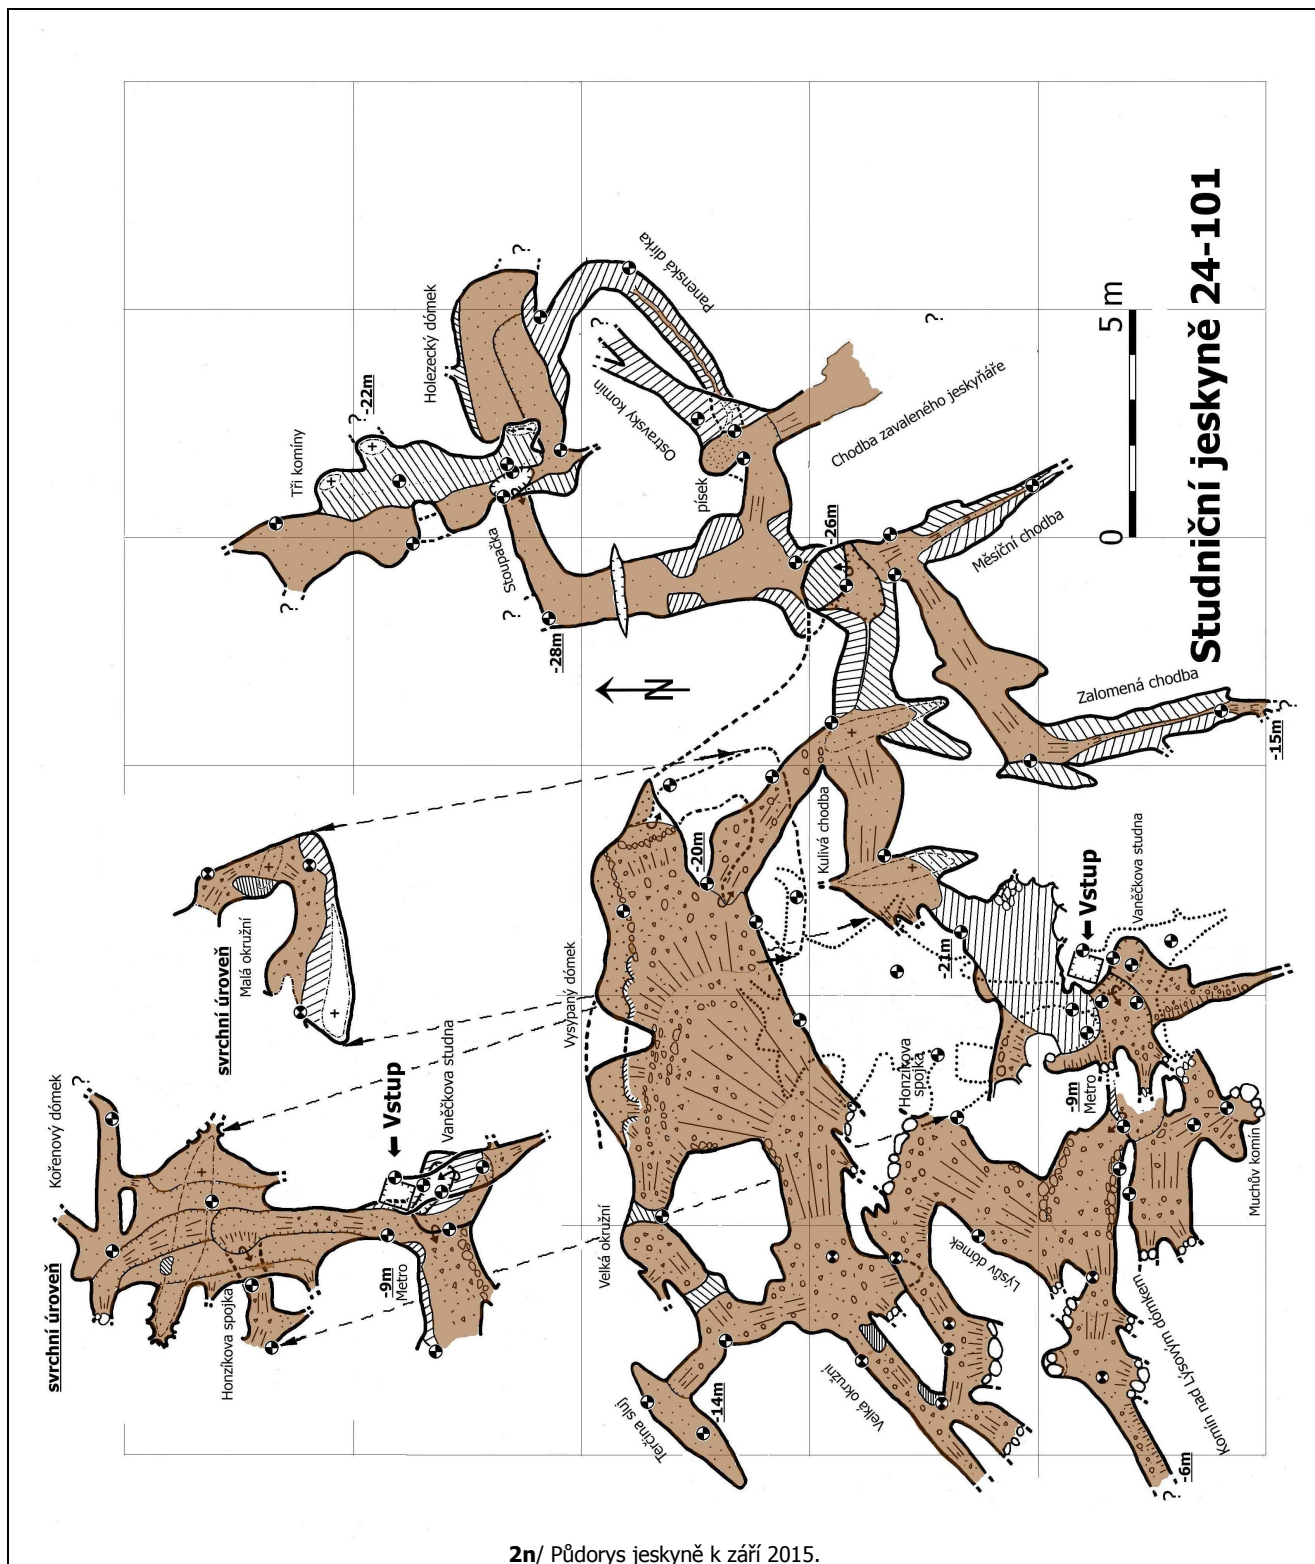 Holezecký dómek
?
Panenská dírka
-22m
?
Tři komíny
?
Ostravsky komín
?
Chodba zavaleného jeskyňáře
písek
Stoupačka
?
-28m
?
-26m
Měsíční chodba
0
5 m
Studniční jeskyně 24-101
N
Zalomená chodba
-15m
?
svrchní úroveň
Malá okružní
-20m
Kulivá chodba
-21m
Vstup
Vaněčkova studna
Vysypaný dómek
Honzíkova
spojka
-9m
Metro
Muchův komín
Kořenový dómek
?
svrchní úroveň
Honzíkova spojka
Vstup
Vaněčkova studna
-9m
Metro
Velká okružní
Lýsův dómek
Terčina sluj
-14m
Velká okružní
Komín nad Lýsovým dómkem
-6m
?
2n/ Půdorys jeskyně k září 2015.